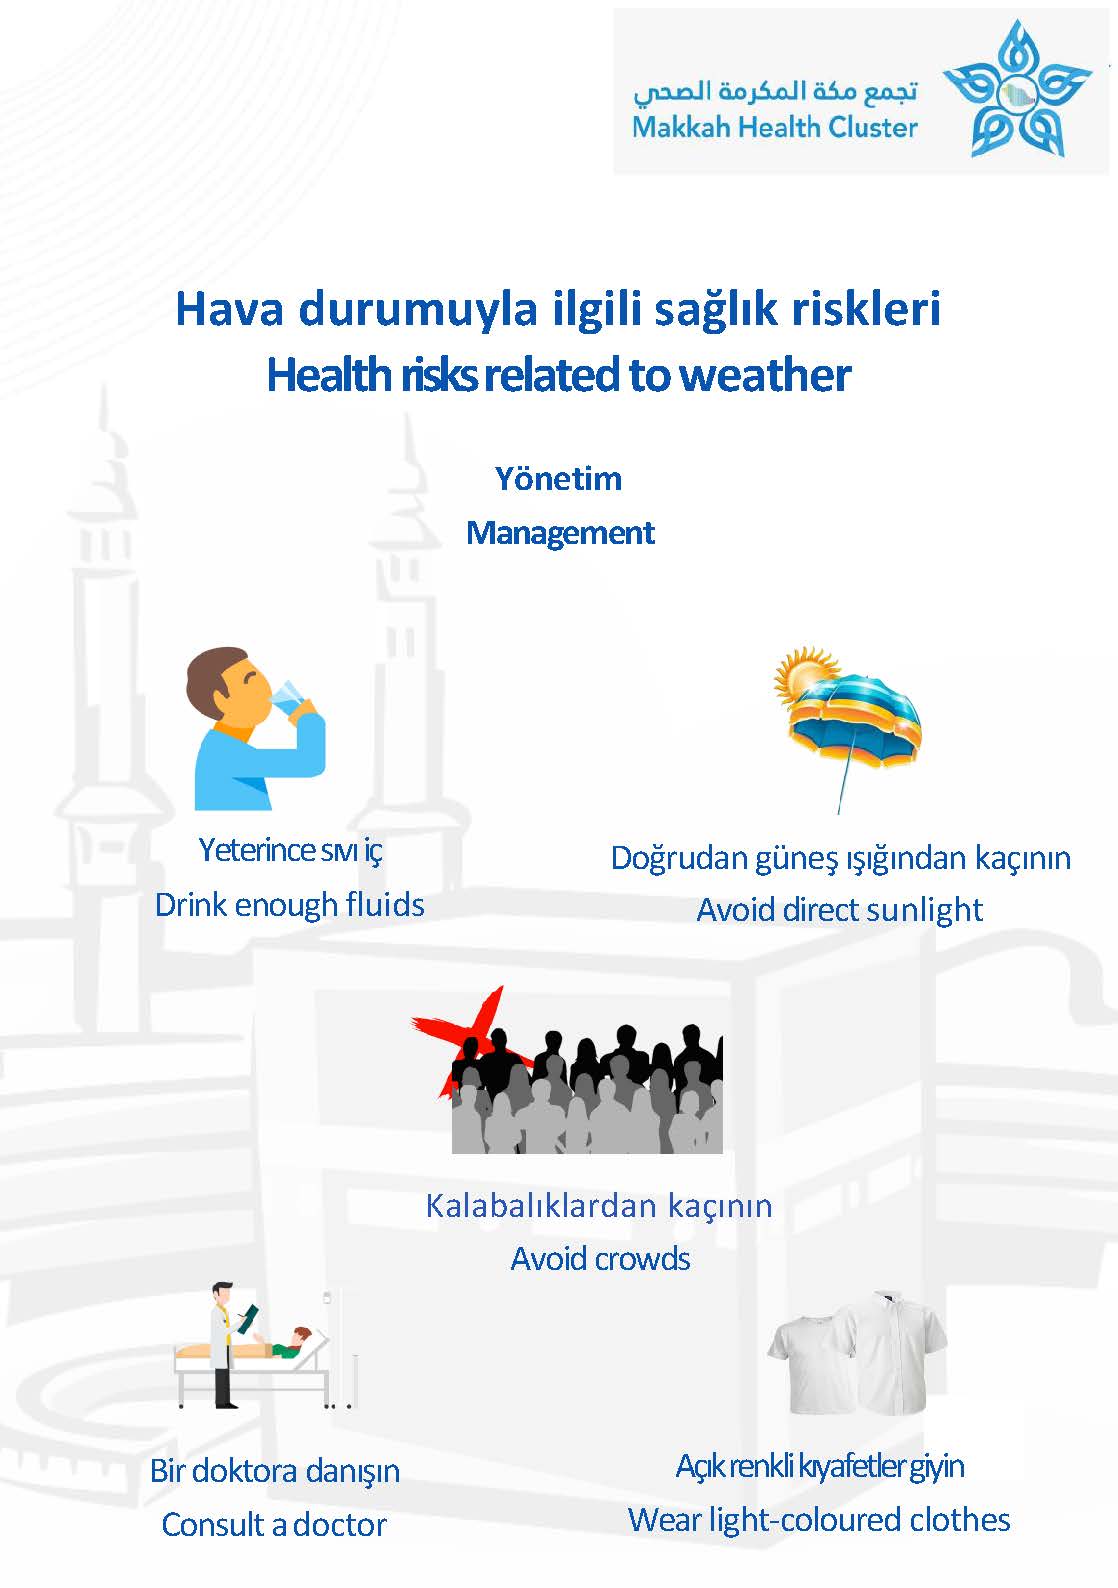 تجمع مكة المكرمة الصحي
Makkah Health Cluster
Hava durumuyla ilgili sağlık riskleri
Health risks related to weather
Yönetim
Management
Yeterince sıvı iç
Drink enough fluids
Doğrudan güneş ışığından kaçının
Avoid direct sunlight
Kalabalıklardan kaçının
Avoid crowds
Bir doktora danışın
Consult a doctor
Açık renkli kıyafetler giyin
Wear light-coloured clothes